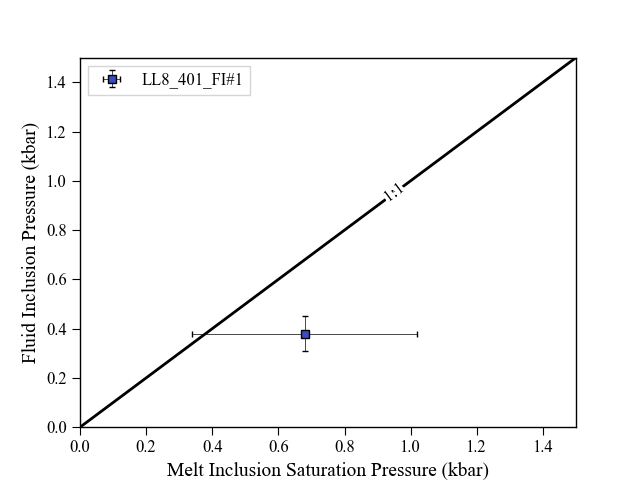 LL8_401_FI#1
1.4
1.2
1.0
0.8
0.6
0.4
0.2
0.0
Fluid Inclusion Pressure (kbar)
1:1
0.0 0.2 0.4 0.6 0.8 1.0 1.2 1.4
Melt Inclusion Saturation Pressure (kbar)